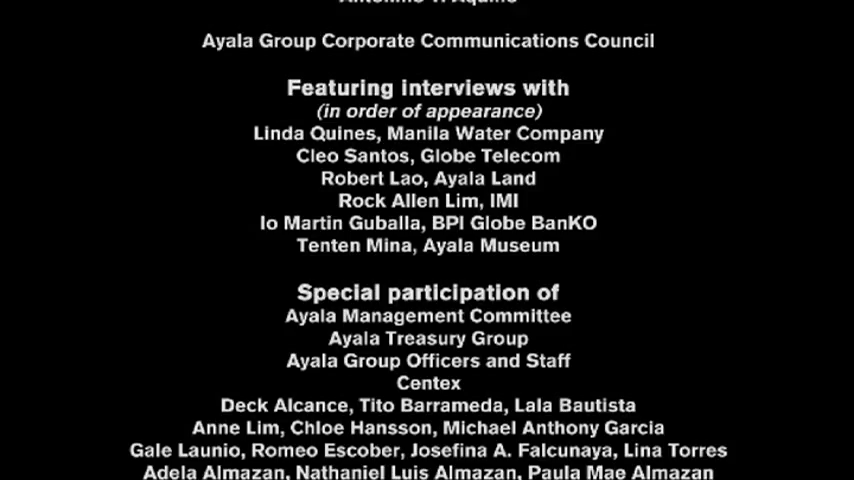 Ayala Group Corporate Communications Council
Featuring interviews with
(in order of appearance)
Linda Quines, Manila Water Company
Cleo Santos, Globe Telecom
Robert Lao, Ayala Land
Rock Allen Lim, IMI
Io Martin Guballa, BPI Globe BanKO
Tenten Mina, Ayala Museum
Special participation of
Ayala Management Committee
Ayala Treasury Group
Ayala Group Officers and Staff
Centex
Deck Alcance, Tito Barrameda, Lala Bautista
Anne Lim, Chloe Hansson, Michael Anthony Garcia
Gale Launio, Romeo Escober, Josefina A. Falcunaya, Lina Torres
Adela Almazan, Nathaniel Luis Almazan, Paula Mae Almazan